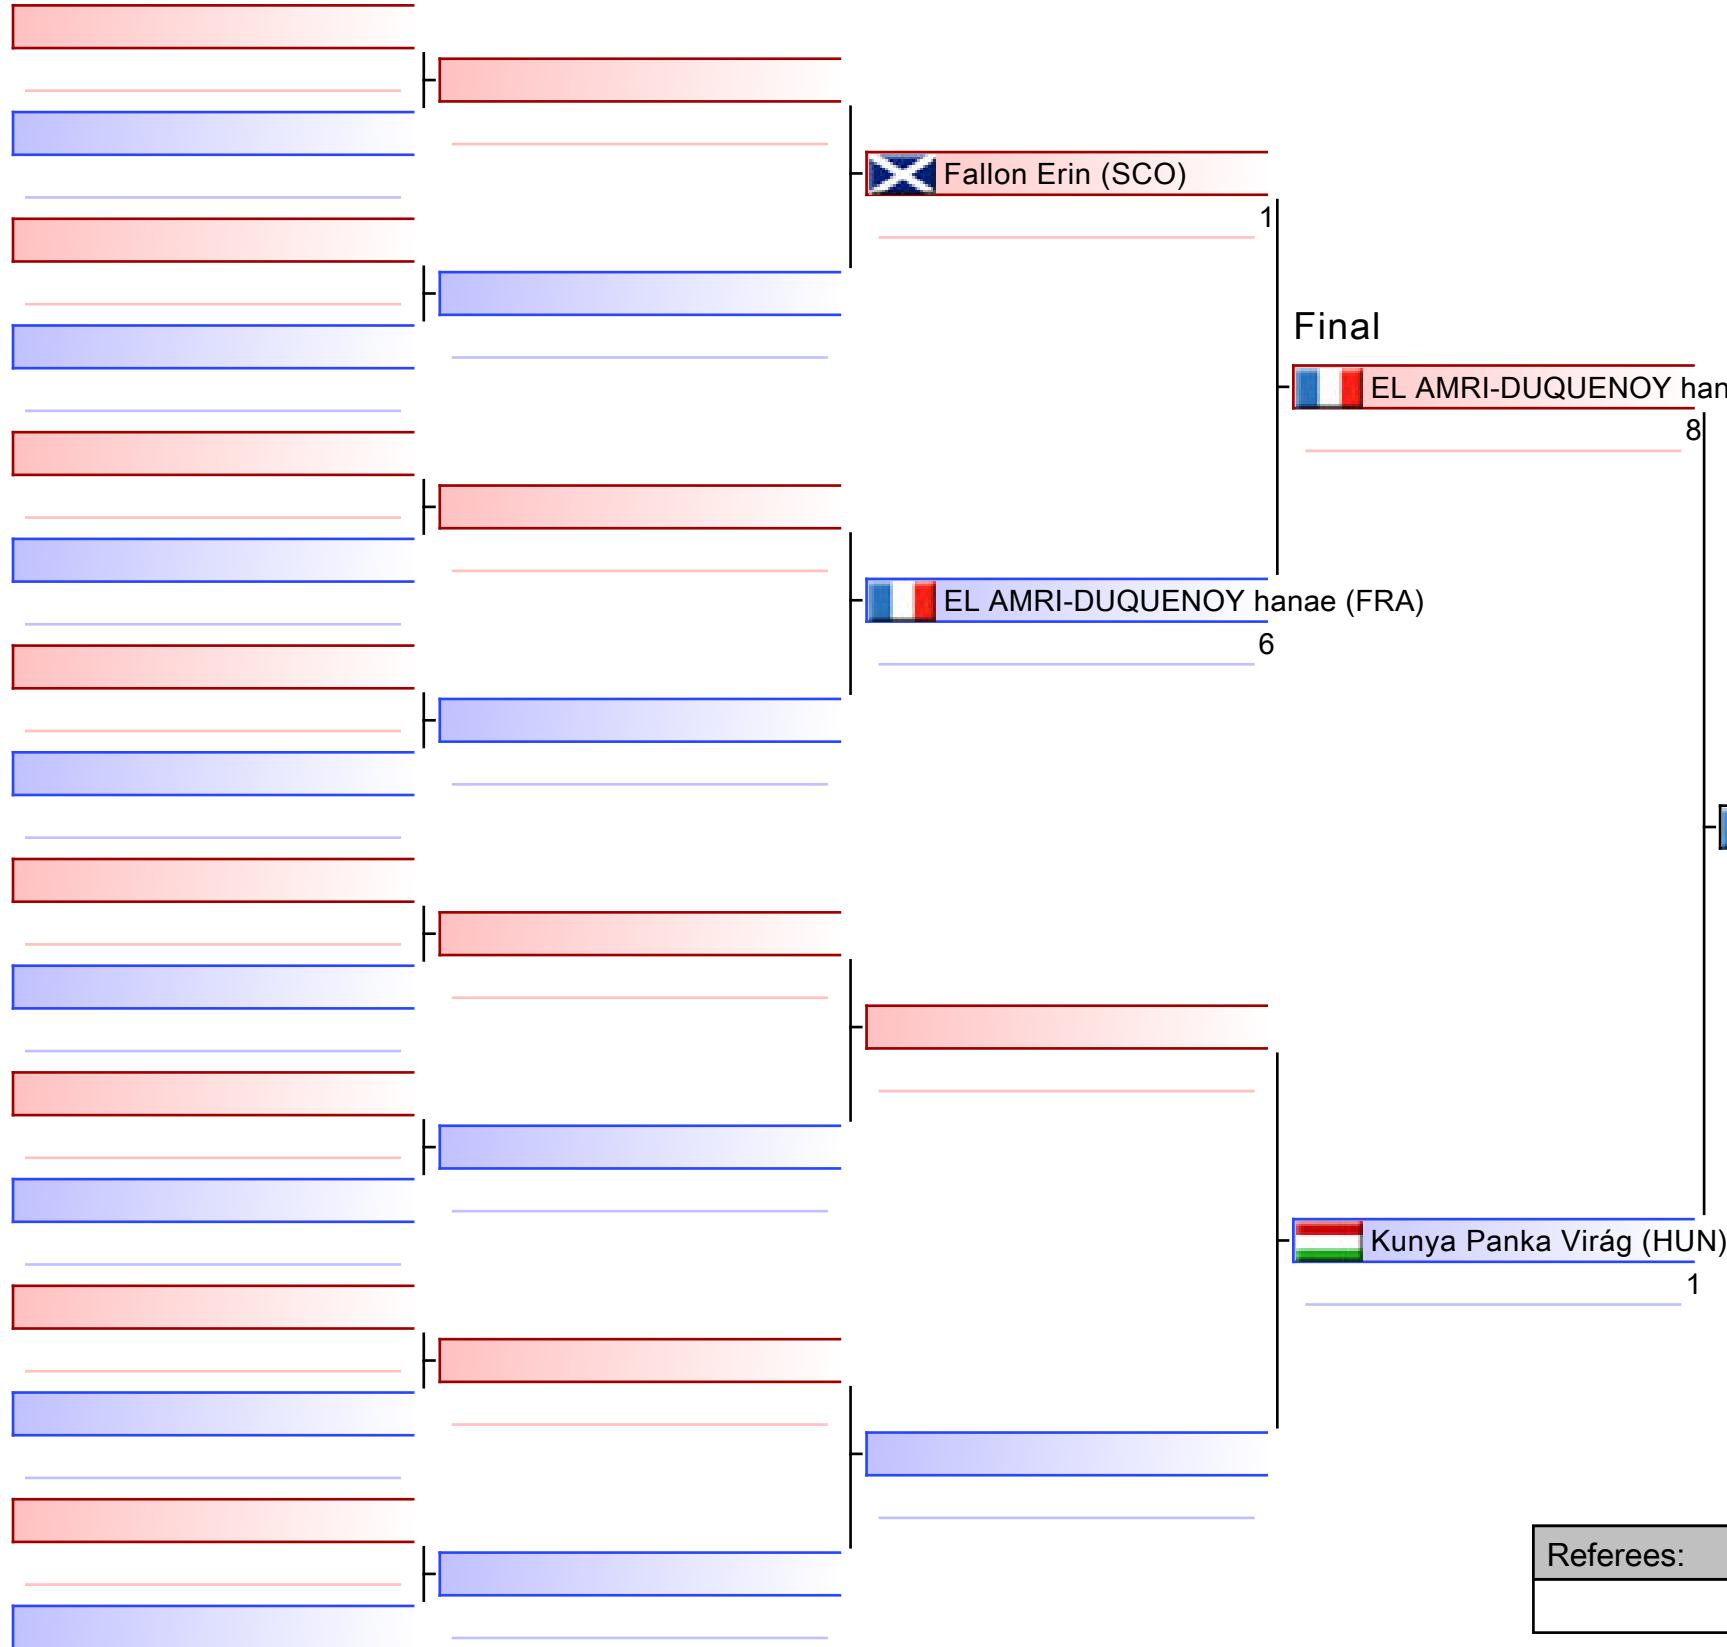 Fallon Erin (SCO)
1
Final
EL AMRI-DUQUENOY han
8
EL AMRI-DUQUENOY hanae (FRA)
6
Kunya Panka Virág (HUN)
1
Referees: